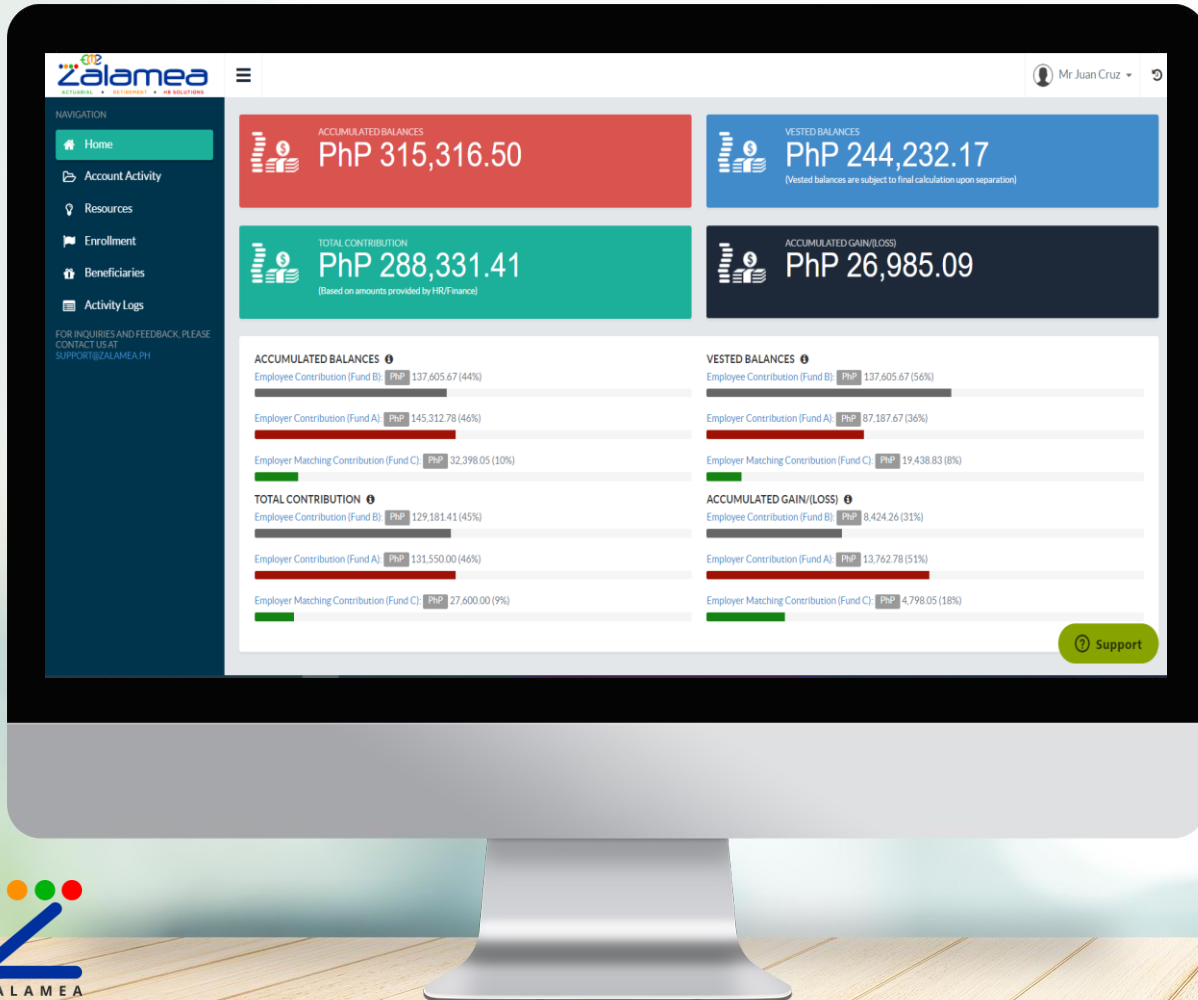 Zalamea
ACTUARIAL • RETIREMENT • HR SOLUTIONS
Mr Juan Cruz
NAVIGATION
Home
Account Activity
Resources
Enrollment
Beneficiaries
Activity Logs
FOR INQUIRIES AND FEEDBACK, PLEASE
CONTACT US AT
SUPPORT@ZALAMEA.PH
ACCUMULATED BALANCES
PhP 315,316.50
VESTED BALANCES
PhP 244,232.17
(Vested balances are subject to final calculation upon separation)
TOTAL CONTRIBUTION
PhP 288,331.41
(Based on amounts provided by HR/Finance)
ACCUMULATED GAIN/(LOSS)
PhP 26,985.09
ACCUMULATED BALANCES
Employee Contribution (Fund B): PhP 137,605.67 (44%)
Employer Contribution (Fund A): PhP 145,312.78 (46%)
Employer Matching Contribution (Fund C): PhP 32,398.05 (10%)
VESTED BALANCES
Employee Contribution (Fund B): PhP 137,605.67 (56%)
Employer Contribution (Fund A): PhP 87,187.67 (36%)
Employer Matching Contribution (Fund C): PhP 19,438.83 (8%)
TOTAL CONTRIBUTION
Employee Contribution (Fund B): PhP 129,181.41 (45%)
Employer Contribution (Fund A): PhP 131,550.00 (46%)
Employer Matching Contribution (Fund C): PhP 27,600.00 (9%)
ACCUMULATED GAIN/(LOSS)
Employee Contribution (Fund B): PhP 8,424.26 (31%)
Employer Contribution (Fund A): PhP 13,762.78 (51%)
Employer Matching Contribution (Fund C): PhP 4,798.05 (18%)
Support
ALAMEA